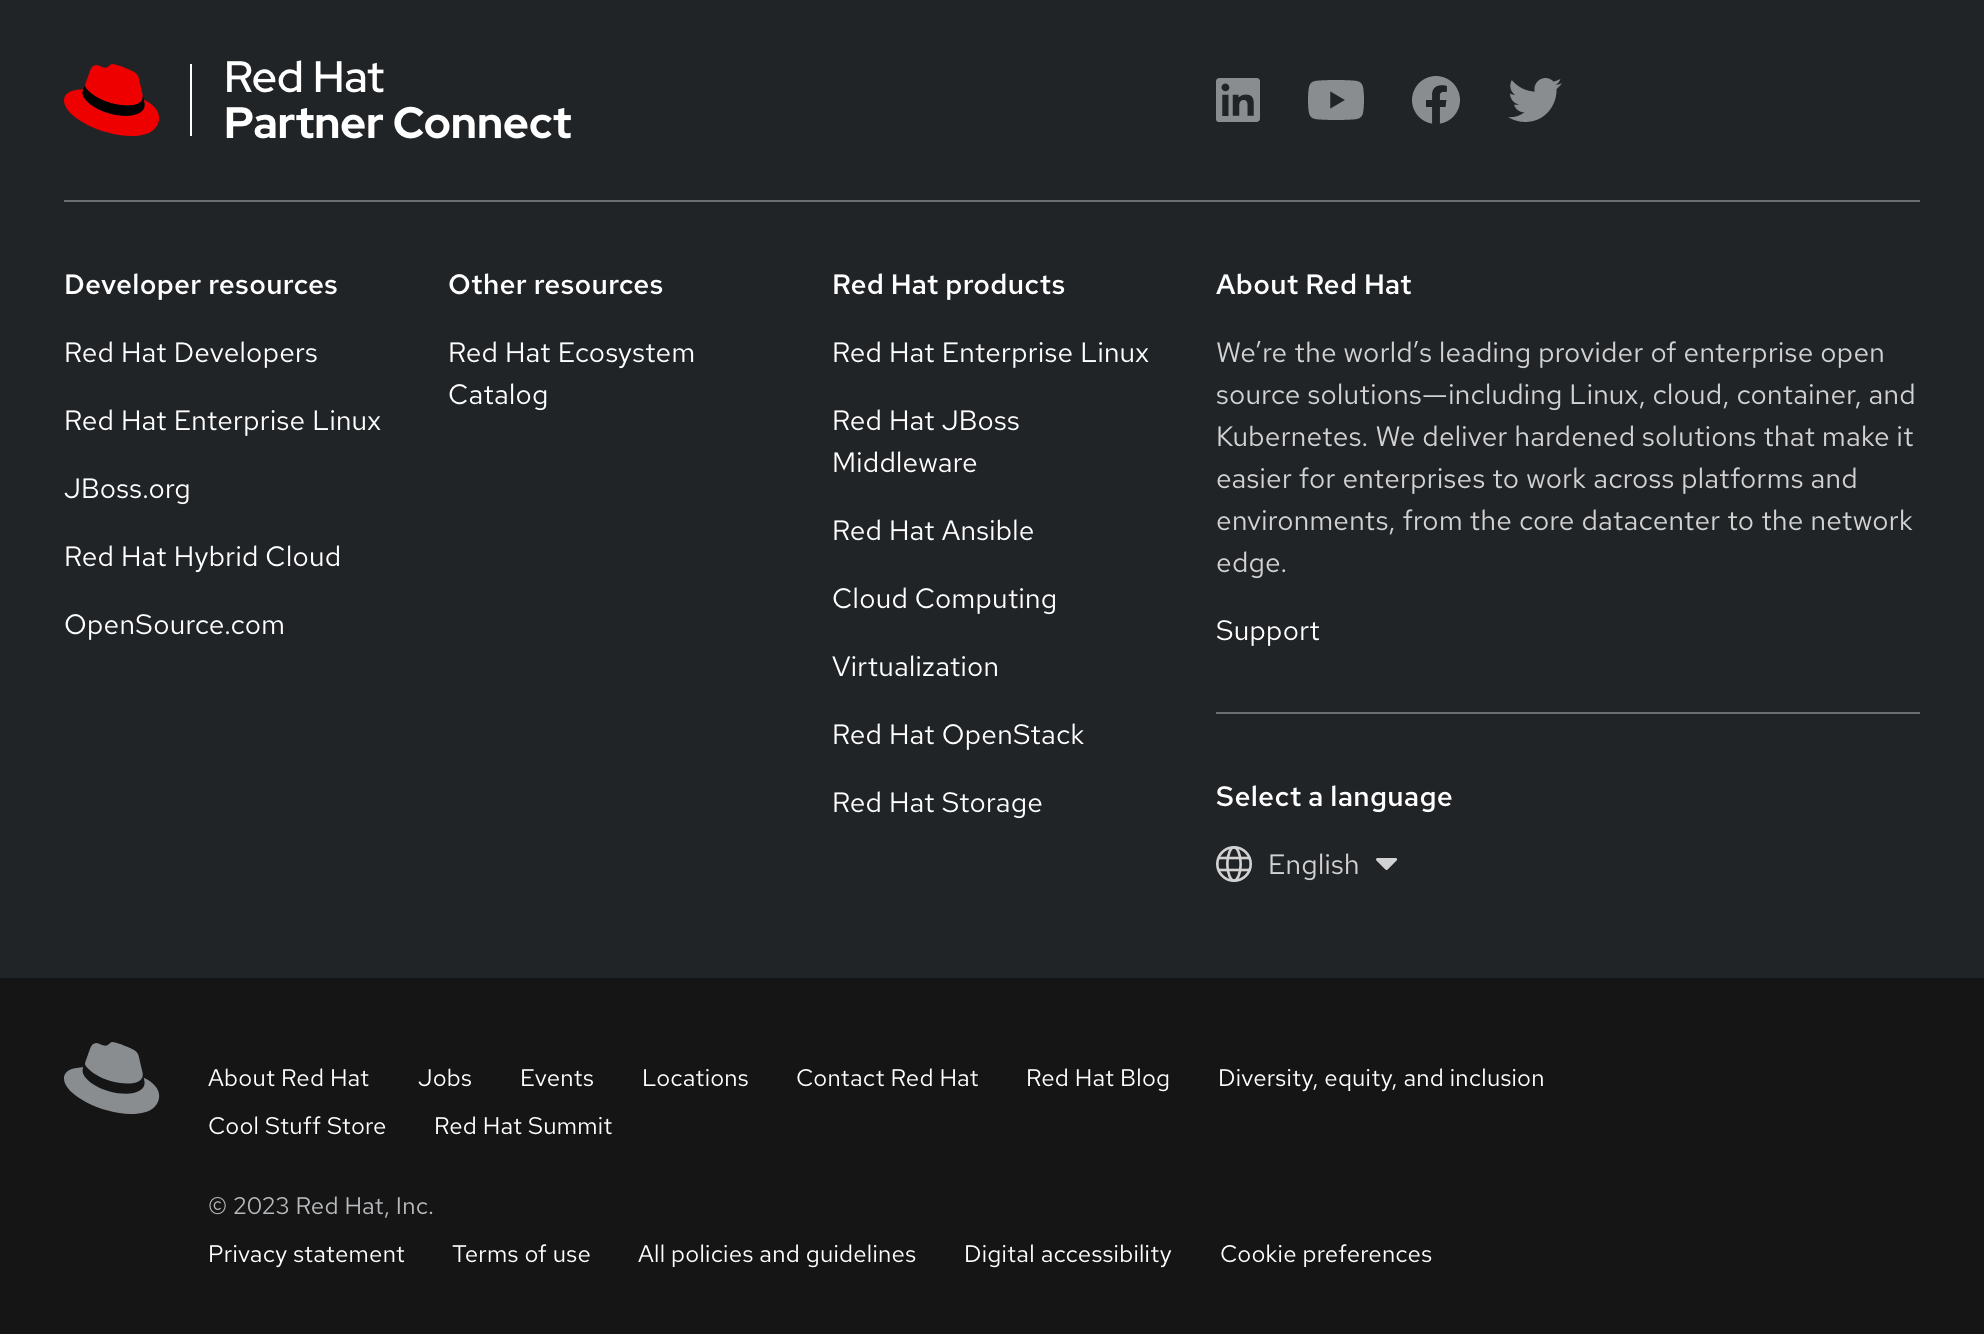 Red Hat
Partner Connect
Developer resources
Red Hat Developers
Red Hat Enterprise Linux
JBoss.org
Red Hat Hybrid Cloud
OpenSource.com
Other resources
Red Hat Ecosystem
Catalog
Red Hat products
Red Hat Enterprise Linux
Red Hat JBoss
Middleware
Red Hat Ansible
Cloud Computing
Virtualization
Red Hat OpenStack
Red Hat Storage
About Red Hat
We’re the world’s leading provider of enterprise open
source solutions—including Linux, cloud, container, and
Kubernetes. We deliver hardened solutions that make it
easier for enterprises to work across platforms and
environments, from the core datacenter to the network
edge.
Support
Select a language
English
About Red Hat Jobs Events Locations Contact Red Hat Red Hat Blog Diversity, equity, and inclusion
Cool Stuff Store Red Hat Summit
© 2023 Red Hat, Inc.
Privacy statement Terms of use All policies and guidelines Digital accessibility Cookie preferences